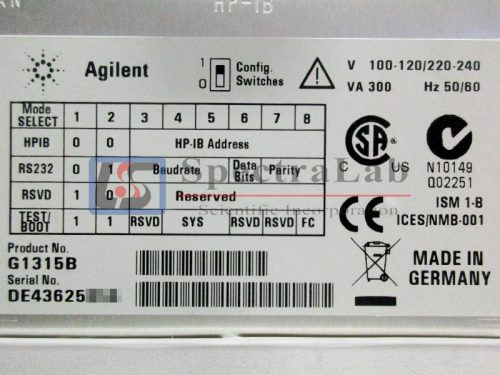 HP-IB
Agilent
1
0
Config.
Switches
V 100-120/220-240
VA 300 Hz 50/60
Mode
SELECT 1 2 3 4 5 6 7 8
HPIB 0 0 HP-IB Address
RS232 0 Baudrate Data
Bits Parity
RSVD 1 0 Reserved
TEST/
BOOT 1 1 RSVD SYS RSVD RSVD FC
SpectraLab
Scientific Incorporation
C US
N10149
Q02251
ISM 1-B
ICES/NMB-001
Product No.
G1315B
Serial No.
DE43625
MADE IN
GERMANY